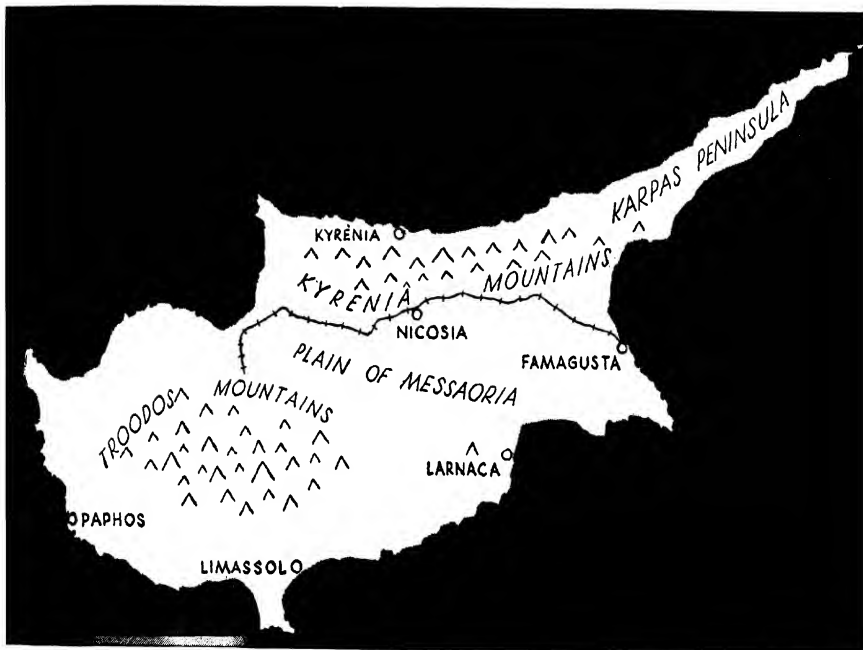 KARPAS PENINSULA
KYRENIA
KYRENIA MOUNTAINS
NICOSIA
FAMAGUSTA
PLAIN OF MESSAORIA
TROODOS MOUNTAINS
LARNACA
PAPHOS
LIMASSOL